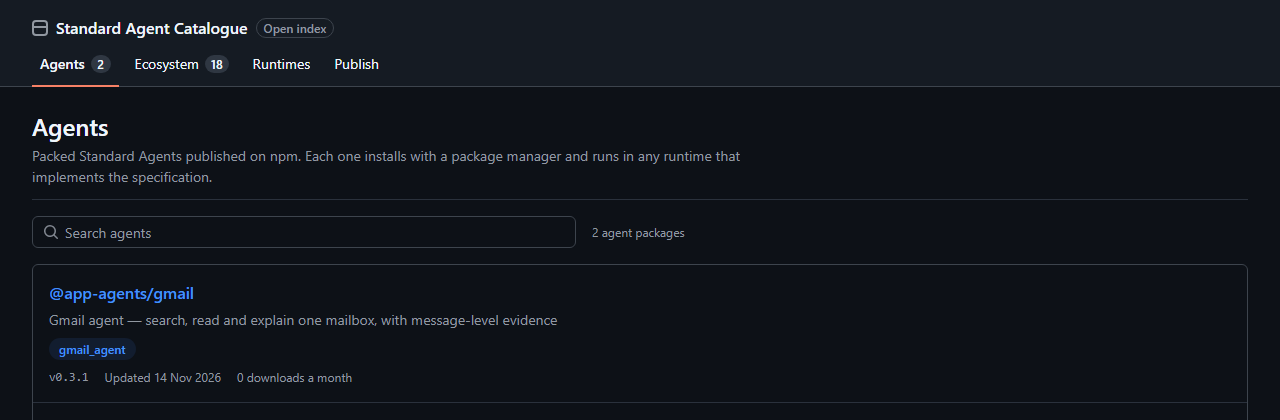 Standard Agent Catalogue Open index
Agents 2 Ecosystem 18 Runtimes Publish
Agents
Packed Standard Agents published on npm. Each one installs with a package manager and runs in any runtime that
implements the specification.
Search agents 2 agent packages
@app-agents/gmail
Gmail agent — search, read and explain one mailbox, with message-level evidence
gmail_agent
v0.3.1 Updated 14 Nov 2026 0 downloads a month